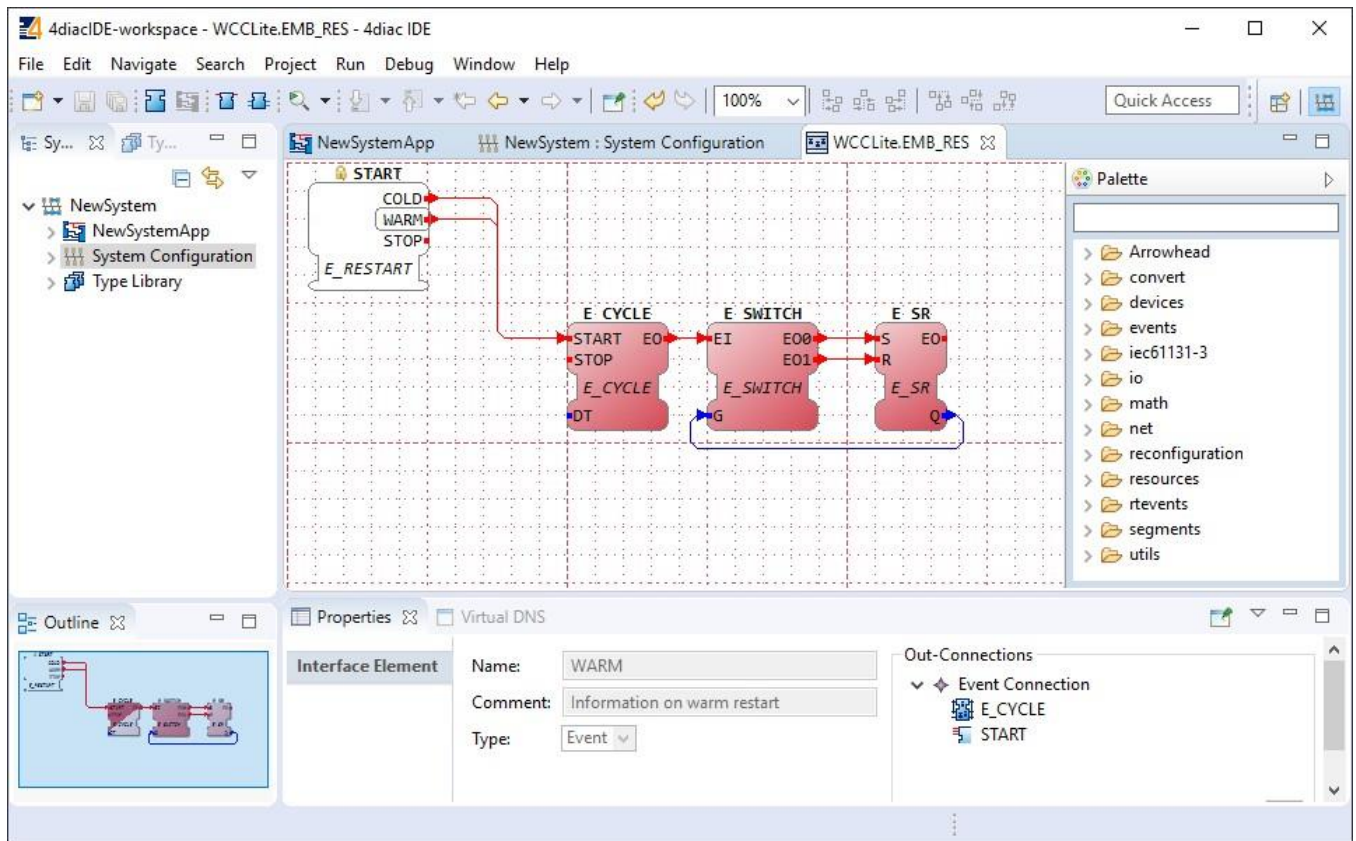 4diacIDE-workspace - WCCLite.EMB_RES - 4diac IDE
File Edit Navigate Search Project Run Debug Window Help
100%
Quick Access
Sy...
Ty...
NewSystem
NewSystemApp
System Configuration
Type Library
NewSystemApp
NewSystem : System Configuration
WCCLite.EMB_RES
START
COLD
WARM
STOP
E_RESTART
E_CYCLE
START EO
STOP
E_CYCLE
DT
E_SWITCH
EI EO0
EO1
E_SWITCH
G
E_SR
S EO
R
E_SR
Q
Palette
Arrowhead
convert
devices
events
iec61131-3
io
math
net
reconfiguration
resources
rtevents
segments
utils
Outline
Properties
Virtual DNS
Interface Element
Name: WARM
Comment: Information on warm restart
Type: Event
Out-Connections
Event Connection
E_CYCLE
START